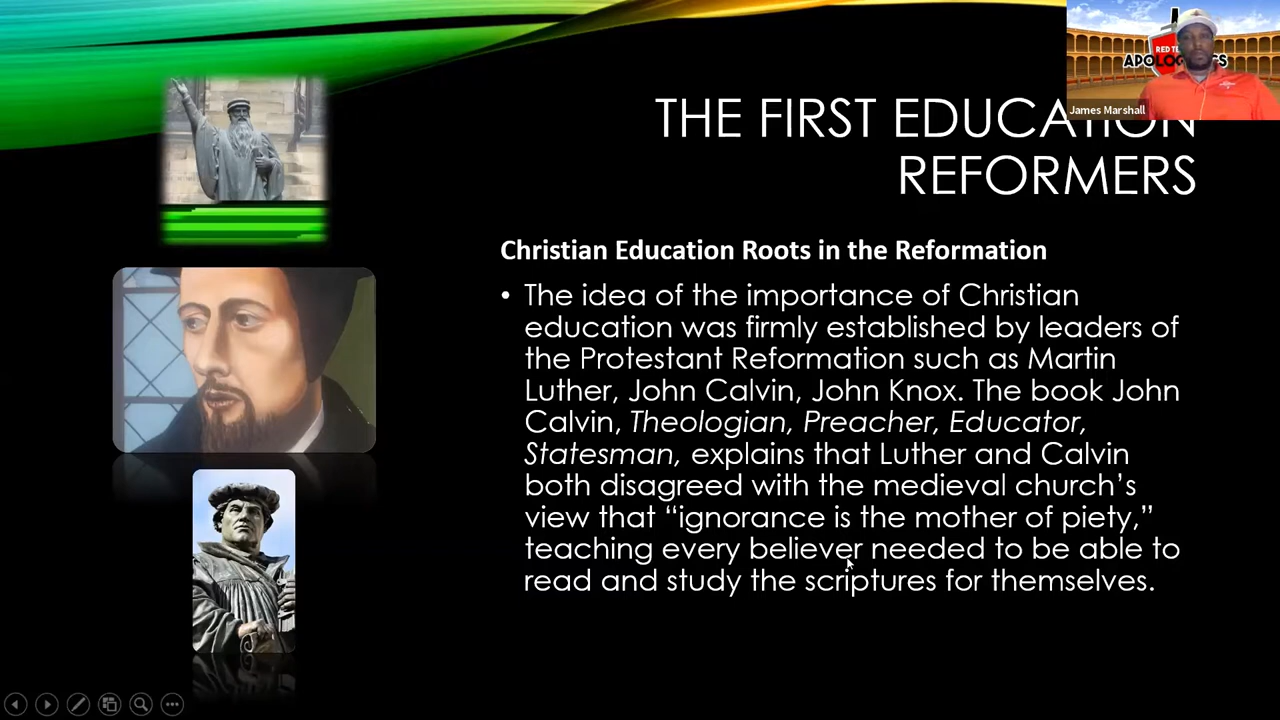 RED TE
APOLOG TS
James Marshall
THE FIRST EDUCATION
REFORMERS
Christian Education Roots in the Reformation
• The idea of the importance of Christian
education was firmly established by leaders of
the Protestant Reformation such as Martin
Luther, John Calvin, John Knox. The book John
Calvin, Theologian, Preacher, Educator,
Statesman, explains that Luther and Calvin
both disagreed with the medieval church’s
view that “ignorance is the mother of piety,”
teaching every believer needed to be able to
read and study the scriptures for themselves.